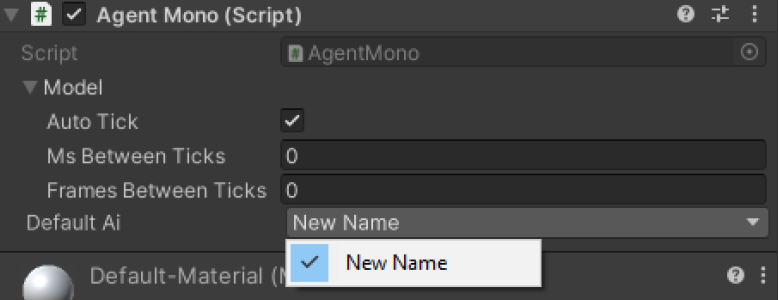 Agent Mono (Script)
Script AgentMono
Model
Auto Tick
Ms Between Ticks 0
Frames Between Ticks 0
Default Ai New Name
New Name
Default-Material (